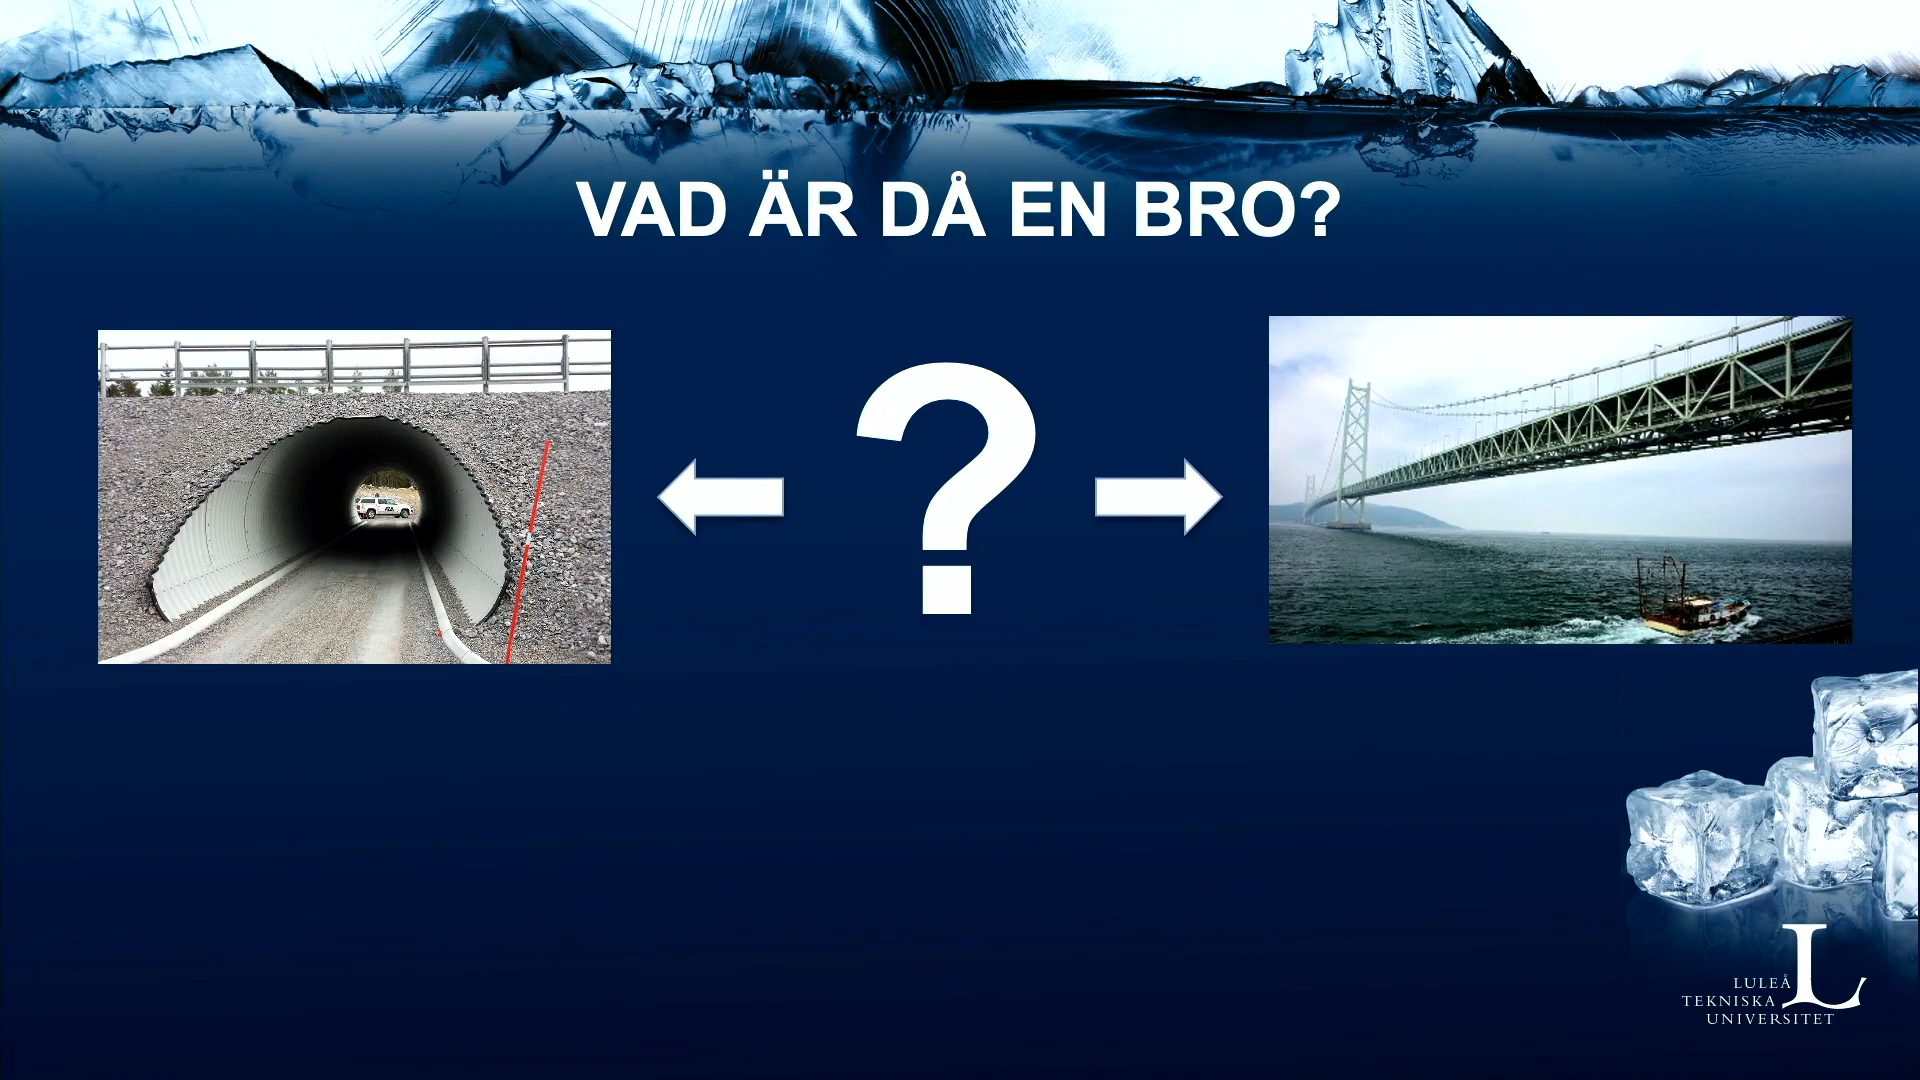 VAD ÄR DÅ EN BRO?
?
LULEÅ
TEKNISKA
UNIVERSITET